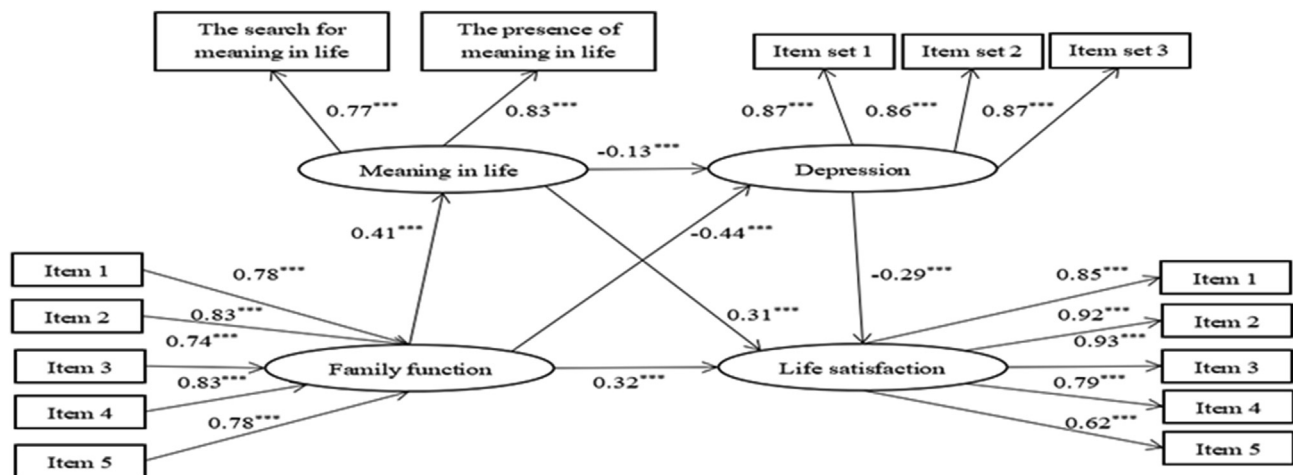 The search for
meaning in life
The presence of
meaning in life
Item set 1
Item set 2
Item set 3
0.77***
0.83***
0.87***
0.86***
0.87***
Meaning in life
-0.13***
Depression
0.41***
-0.44***
-0.29***
0.31***
Item 1
Item 2
Item 3
Item 4
Item 5
0.78***
0.83***
0.74***
0.83***
0.78***
Family function
0.32***
Life satisfaction
0.85***
0.92***
0.93***
0.79***
0.62***
Item 1
Item 2
Item 3
Item 4
Item 5